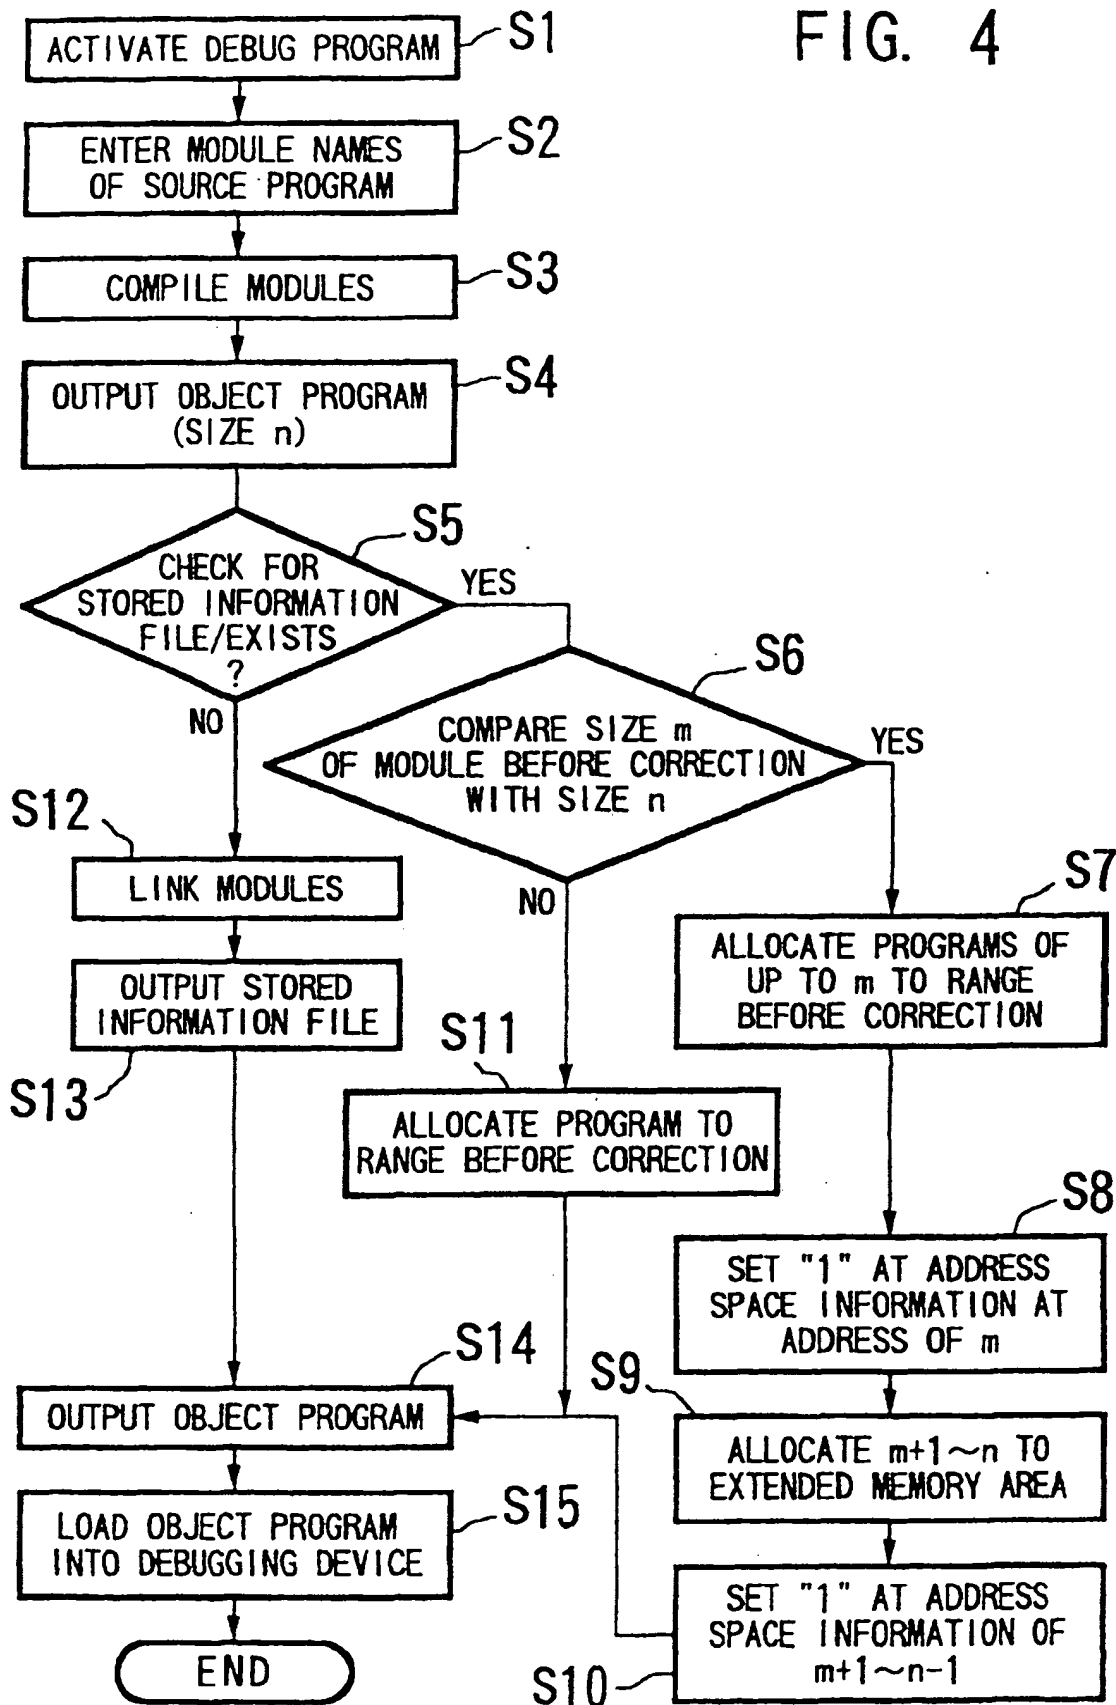 FIG. 4
ACTIVATE DEBUG PROGRAM
S1
ENTER MODULE NAMES
OF SOURCE PROGRAM
S2
COMPILE MODULES
S3
OUTPUT OBJECT PROGRAM
(SIZE n)
S4
CHECK FOR
STORED INFORMATION
FILE/EXISTS
?
S5
YES
NO
COMPARE SIZE m
OF MODULE BEFORE CORRECTION
WITH SIZE n
S6
YES
NO
S12
LINK MODULES
OUTPUT STORED
INFORMATION FILE
S13
S11
ALLOCATE PROGRAM TO
RANGE BEFORE CORRECTION
S7
ALLOCATE PROGRAMS OF
UP TO m TO RANGE
BEFORE CORRECTION
S8
SET "1" AT ADDRESS
SPACE INFORMATION AT
ADDRESS OF m
S9
ALLOCATE m+1~n TO
EXTENDED MEMORY AREA
SET "1" AT ADDRESS
SPACE INFORMATION OF
m+1~n-1
S10
S14
OUTPUT OBJECT PROGRAM
LOAD OBJECT PROGRAM
INTO DEBUGGING DEVICE
S15
END